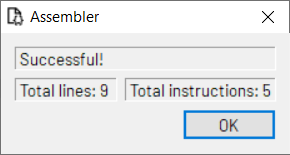 Assembler
Successful!
Total lines: 9 Total instructions: 5
OK